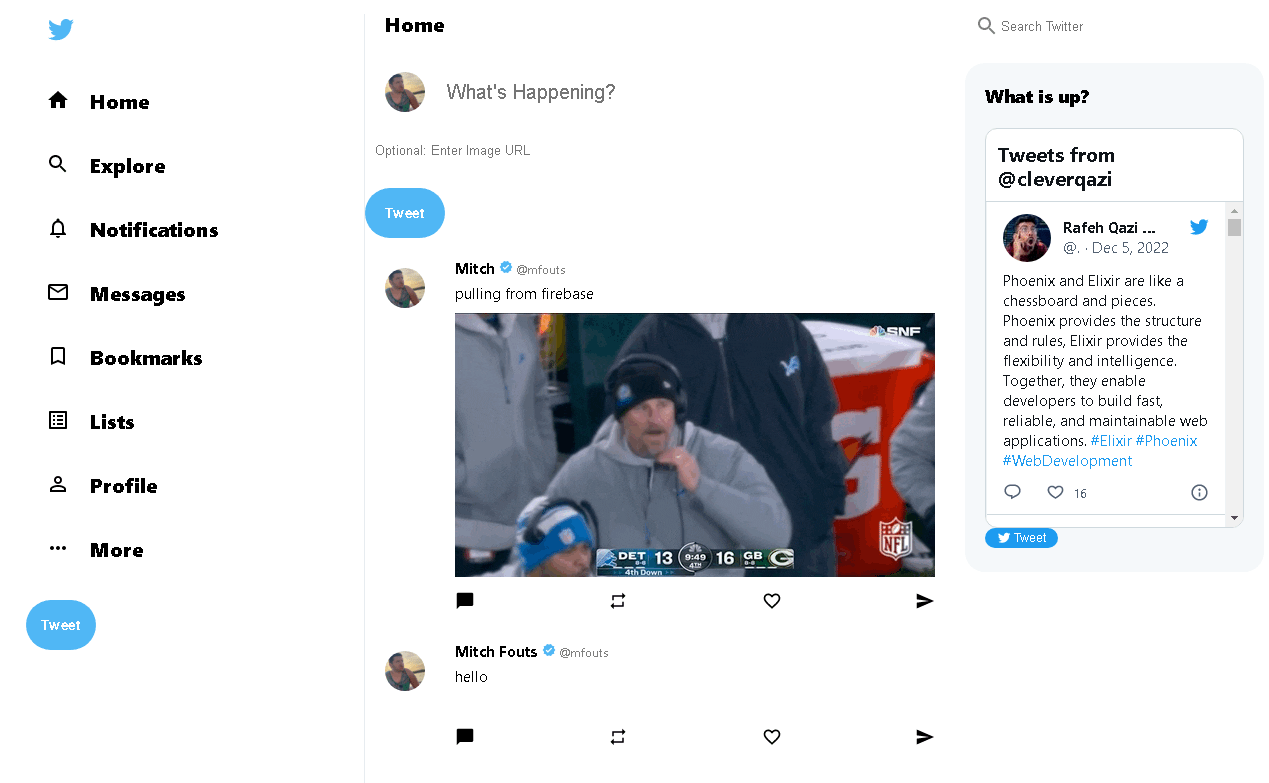 Home
Explore
Notifications
Messages
Bookmarks
Lists
Profile
More
Tweet
Home
What's Happening?
Optional: Enter Image URL
Tweet
Mitch @mfouts
pulling from firebase
SNF
G
DET 13 9:49 4TH 16 GB G
4th Down
NFL
Mitch Fouts @mfouts
hello
Search Twitter
What is up?
Tweets from
@cleverqazi
Rafeh Qazi ...
@. · Dec 5, 2022
Phoenix and Elixir are like a
chessboard and pieces.
Phoenix provides the structure
and rules, Elixir provides the
flexibility and intelligence.
Together, they enable
developers to build fast,
reliable, and maintainable web
applications. #Elixir #Phoenix
#WebDevelopment
16
Tweet